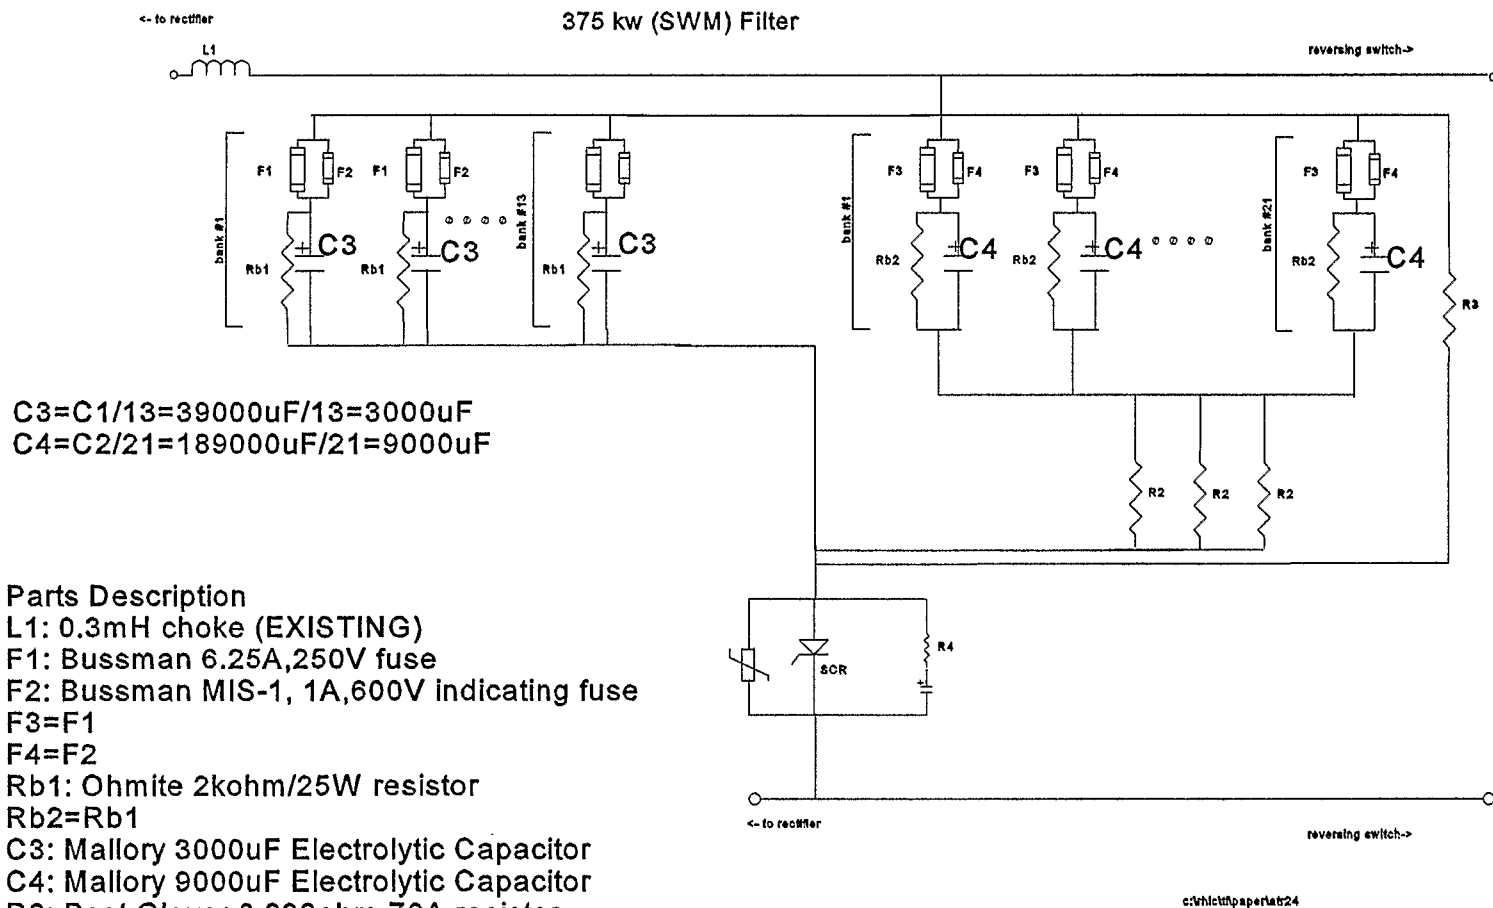 <- to rectifier
375 kw (SWM) Filter
L1
reversing switch->
bank #1
F1
F2
F1
F2
bank #13
bank #1
F3
F4
F3
F4
bank #21
F3
F4
Rb1
+
C3
Rb1
+
C3
Rb1
+
C3
Rb2
+
C4
Rb2
+
C4
Rb2
+
C4
R3
C3=C1/13=39000uF/13=3000uF
C4=C2/21=189000uF/21=9000uF
R2
R2
R2
Parts Description
L1: 0.3mH choke (EXISTING)
F1: Bussman 6.25A,250V fuse
F2: Bussman MIS-1, 1A,600V indicating fuse
F3=F1
F4=F2
Rb1: Ohmite 2kohm/25W resistor
Rb2=Rb1
C3: Mallory 3000uF Electrolytic Capacitor
C4: Mallory 9000uF Electrolytic Capacitor
SCR
R4
+
<- to rectifier
reversing switch->